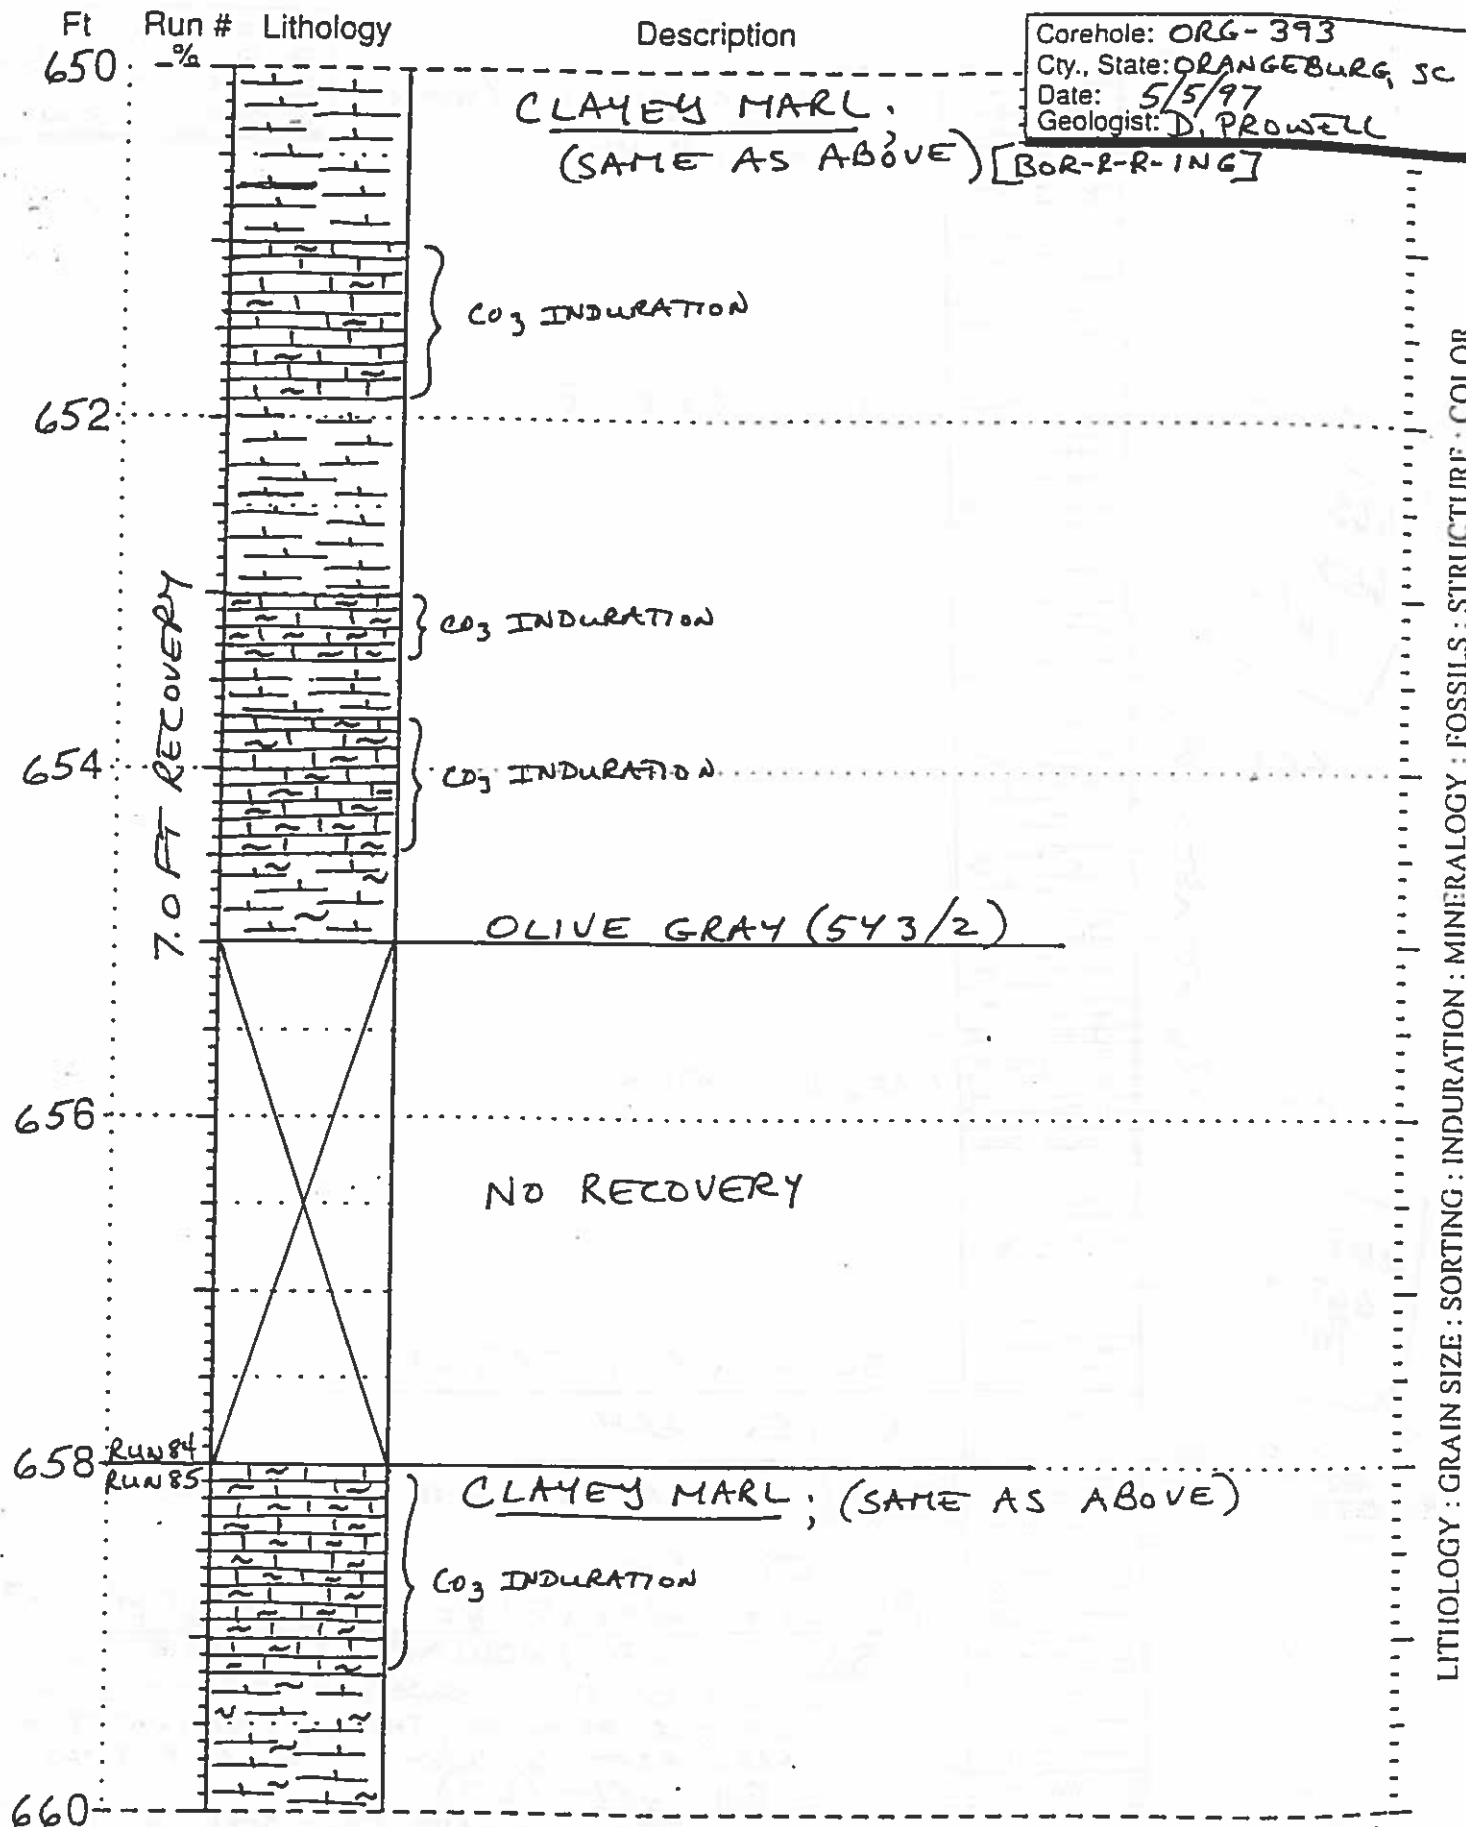 Ft Run # Lithology Description
-%
Corehole: ORG-393
Cty., State: ORANGEBURG, SC
Date: 5/5/97
Geologist: D. PROWELL
650
CLAYEY MARL;
(SAME AS ABOVE) [BOR-R-R-ING]
CO3 INDURATION
652
CO3 INDURATION
7.0 FT RECOVERY
654
CO3 INDURATION
OLIVE GRAY (5Y3/2)
656
NO RECOVERY
658
RUN 84
RUN 85
CLAYEY MARL; (SAME AS ABOVE)
CO3 INDURATION
660
LITHOLOGY : GRAIN SIZE : SORTING : INDURATION : MINERALOGY : FOSSILS : STRUCTURE : COLOR